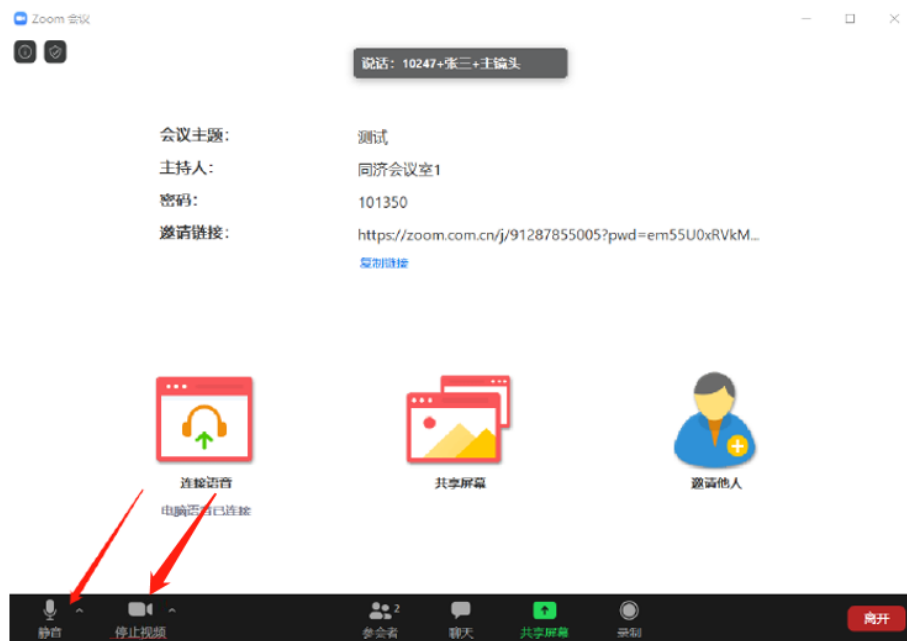 Zoom 会议
说话：10247+张三+主镜头
会议主题：
测试
主持人：
同济会议室1
密码：
101350
邀请链接：
https://zoom.com.cn/j/91287855005?pwd=em55U0xRVkM...
复制链接
连接语音
共享屏幕
邀请他人
电脑语音已连接
2
静音
停止视频
参会者
聊天
共享屏幕
录制
离开